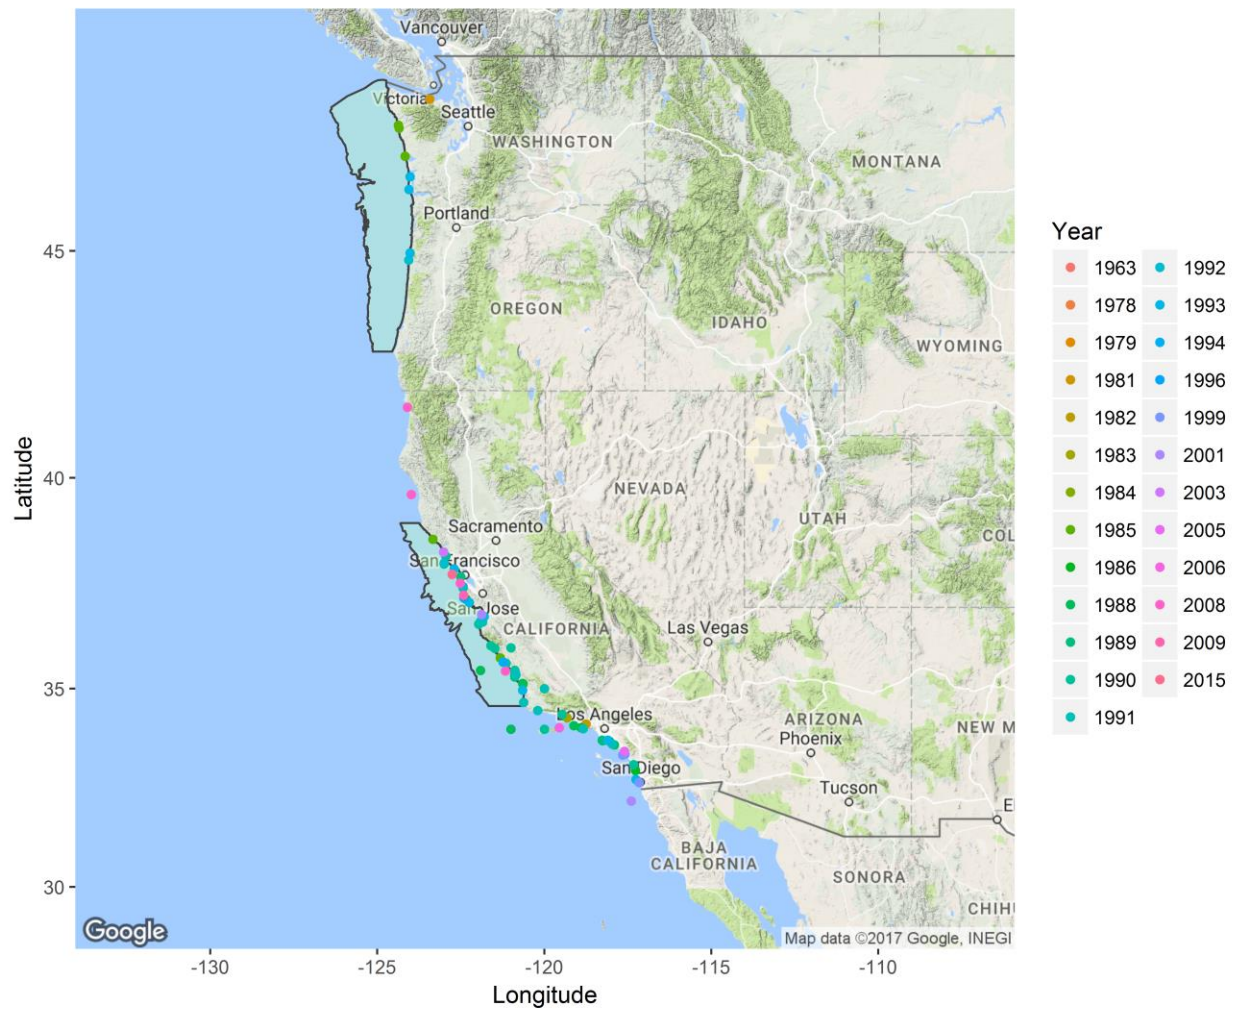 Vancouver
Victoria
Seattle
WASHINGTON
MONTANA
Portland
OREGON
IDAHO
WYOMING
NEVADA
UTAH
COL
Sacramento
San Francisco
San Jose
CALIFORNIA
Las Vegas
Los Angeles
ARIZONA
NEW M
Phoenix
San Diego
Tucson
E
BAJA
CALIFORNIA
SONORA
CHIH
Google
Map data ©2017 Google, INEGI
45
40
35
30
Latitude
-130
-125
-120
-115
-110
Longitude
Year
1963
1978
1979
1981
1982
1983
1984
1985
1986
1988
1989
1990
1991
1992
1993
1994
1996
1999
2001
2003
2005
2006
2008
2009
2015